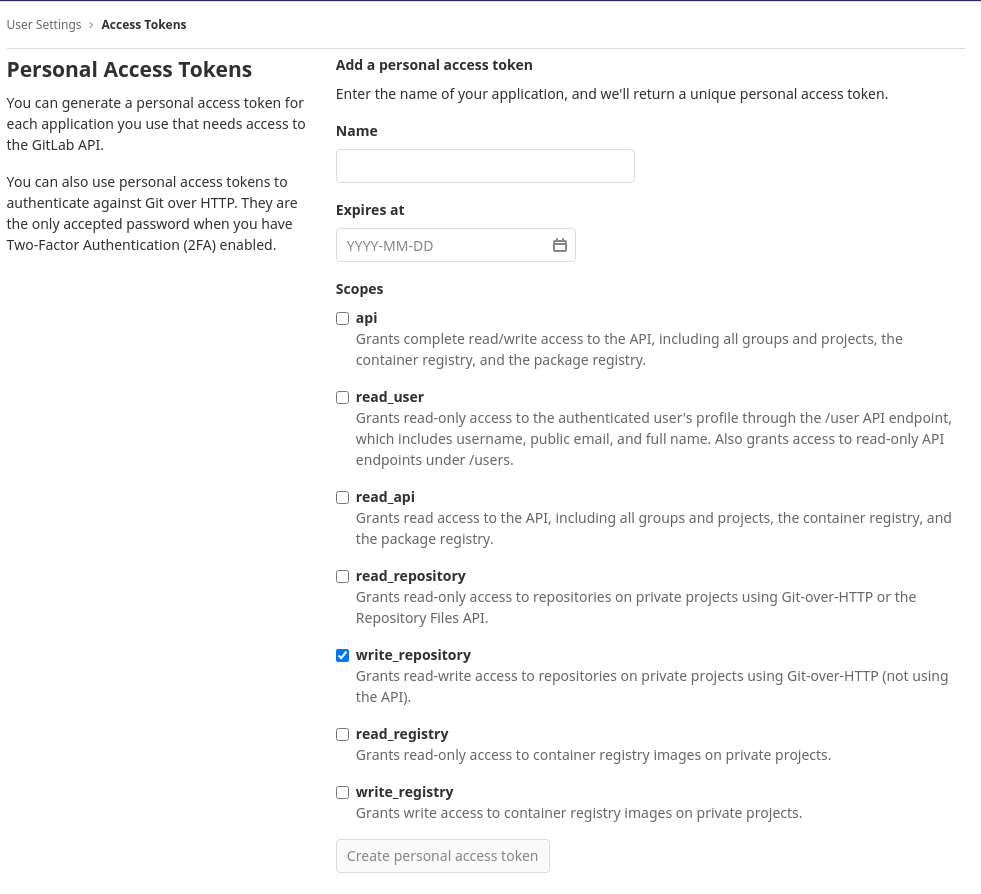 User Settings › Access Tokens
Personal Access Tokens
You can generate a personal access token for
each application you use that needs access to
the GitLab API.
You can also use personal access tokens to
authenticate against Git over HTTP. They are
the only accepted password when you have
Two-Factor Authentication (2FA) enabled.
Add a personal access token
Enter the name of your application, and we'll return a unique personal access token.
Name
Expires at
YYYY-MM-DD
Scopes
api
Grants complete read/write access to the API, including all groups and projects, the
container registry, and the package registry.
read_user
Grants read-only access to the authenticated user's profile through the /user API endpoint,
which includes username, public email, and full name. Also grants access to read-only API
endpoints under /users.
read_api
Grants read access to the API, including all groups and projects, the container registry, and
the package registry.
read_repository
Grants read-only access to repositories on private projects using Git-over-HTTP or the
Repository Files API.
write_repository
Grants read-write access to repositories on private projects using Git-over-HTTP (not using
the API).
read_registry
Grants read-only access to container registry images on private projects.
write_registry
Grants write access to container registry images on private projects.
Create personal access token